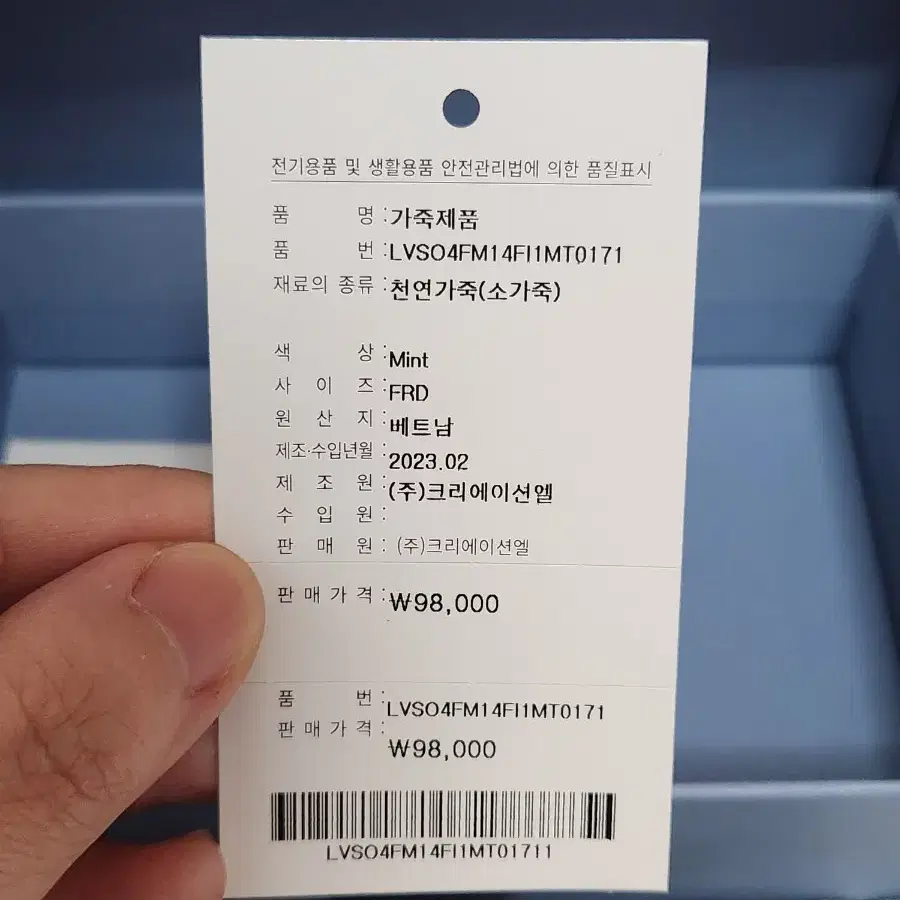 전기용품 및 생활용품 안전관리법에 의한 품질표시
품 명 : 가죽제품
품 번 : LVSO4FM14FI1MT0171
재료의 종류 : 천연가죽(소가죽)
색 상 : Mint
사 이 즈 : FRD
원 산 지 : 베트남
제조·수입년월 : 2023.02
제 조 원 : (주)크리에이션엘
수 입 원 :
판 매 원 : (주)크리에이션엘
판 매 가 격 : ₩98,000
품 번 : LVSO4FM14FI1MT0171
판 매 가 격 : ₩98,000
LVSO4FM14FI1MT01711